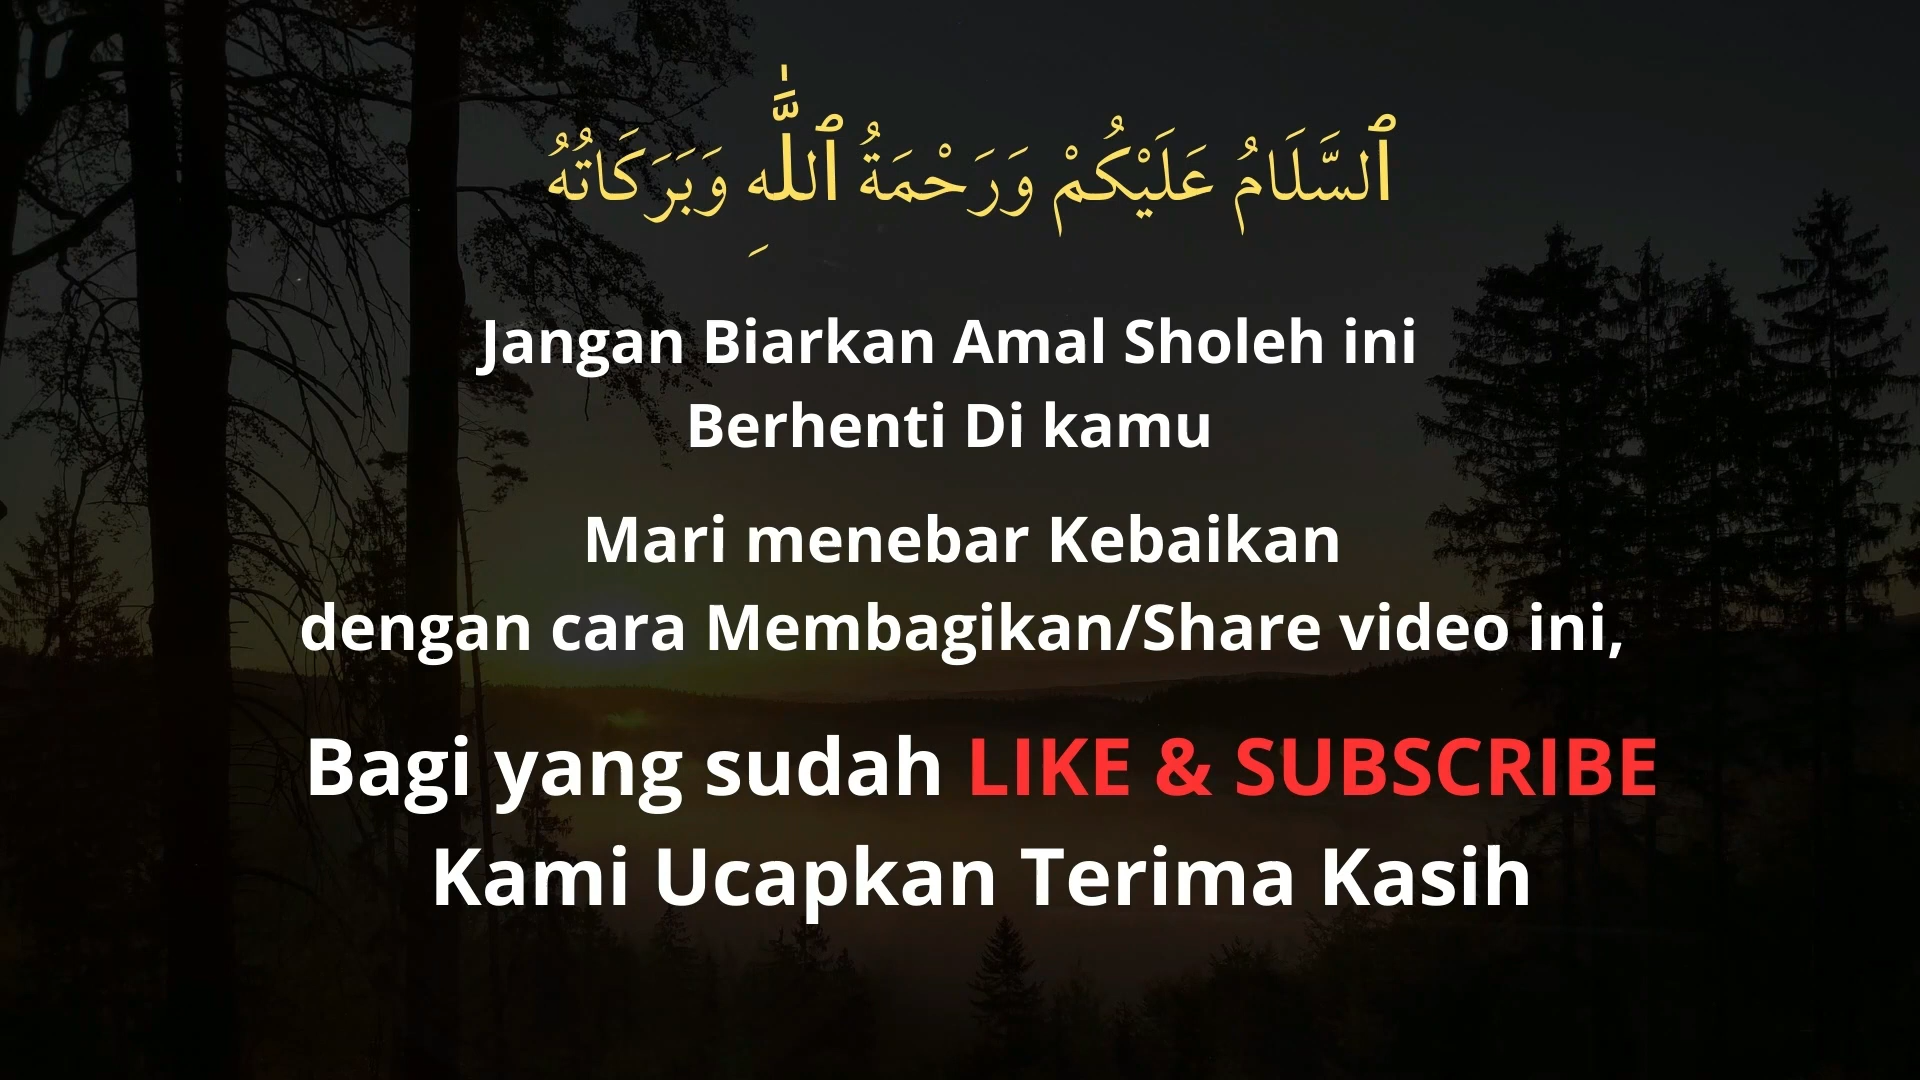 ٱلسَّلَامُ عَلَيْكُمْ وَرَحْمَةُ ٱللَّٰهِ وَبَرَكَاتُهُ
Jangan Biarkan Amal Sholeh ini
Berhenti Di kamu
Mari menebar Kebaikan
dengan cara Membagikan/Share video ini,
Bagi yang sudah LIKE & SUBSCRIBE
Kami Ucapkan Terima Kasih